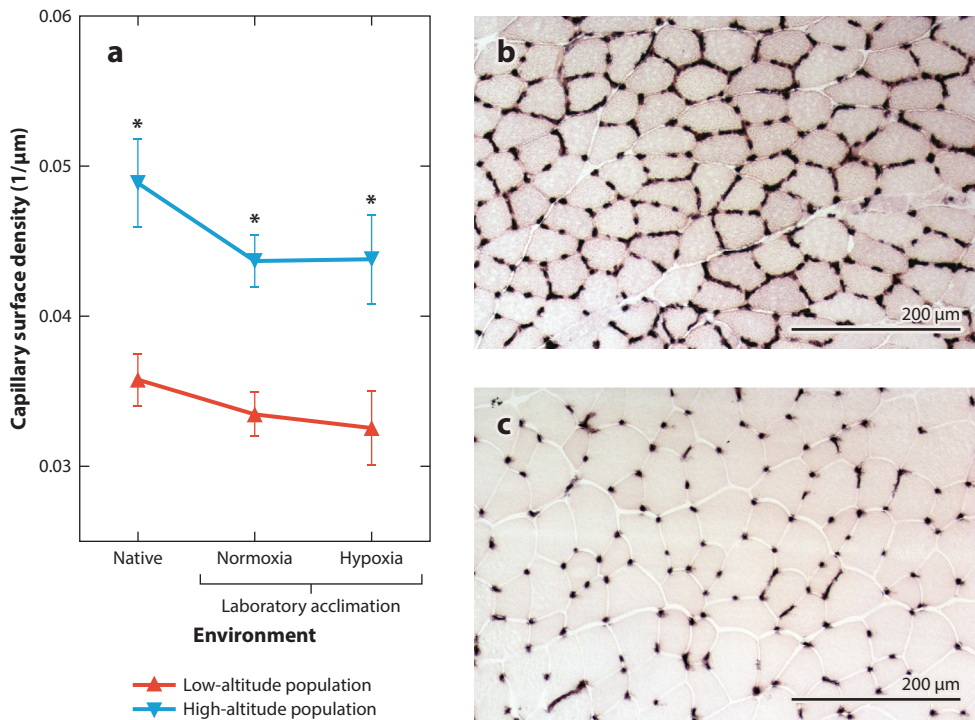 a
0.06
0.05
0.04
0.03
Capillary surface density (1/μm)
*
*
*
Native
Normoxia
Hypoxia
Laboratory acclimation
Environment
Low-altitude population
High-altitude population
b
200 μm
c
200 μm